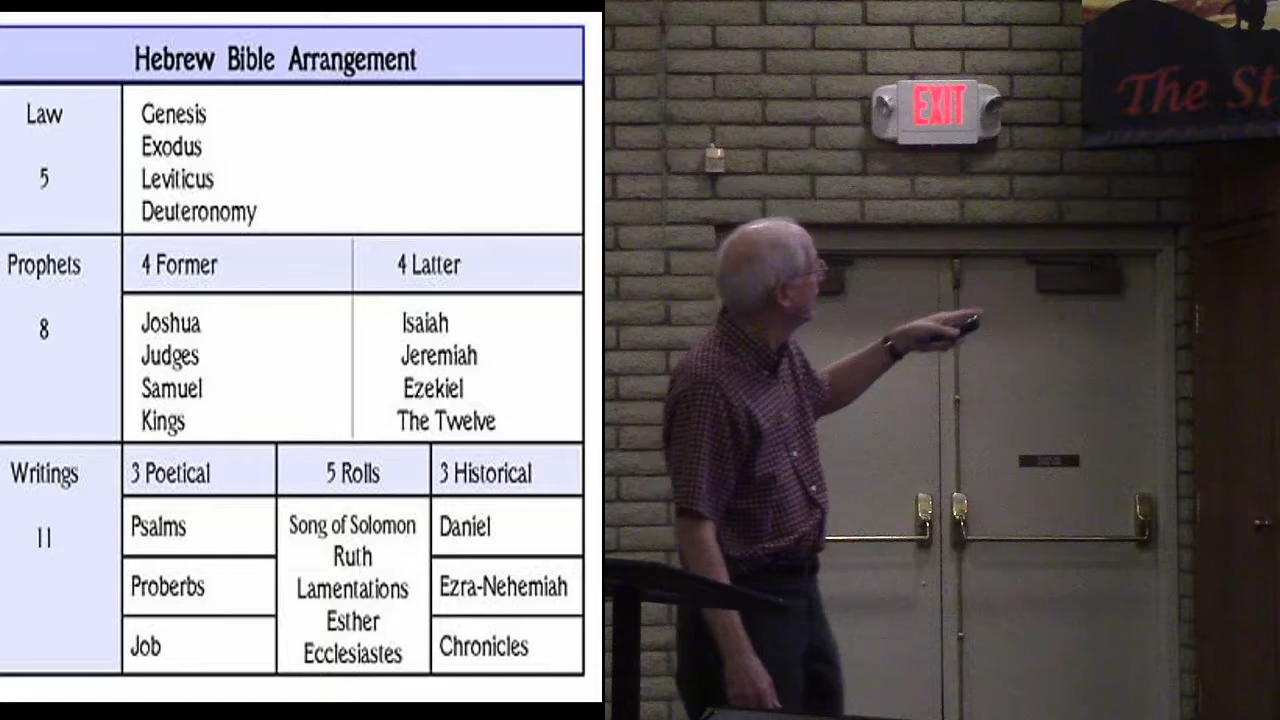 Hebrew Bible Arrangement
Law
5
Genesis
Exodus
Leviticus
Deuteronomy
Prophets
8
4 Former
4 Latter
Joshua
Judges
Samuel
Kings
Isaiah
Jeremiah
Ezekiel
The Twelve
Writings
11
3 Poetical
5 Rolls
3 Historical
Psalms
Proberbs
Job
Song of Solomon
Ruth
Lamentations
Esther
Ecclesiastes
Daniel
Ezra-Nehemiah
Chronicles
EXIT
The St